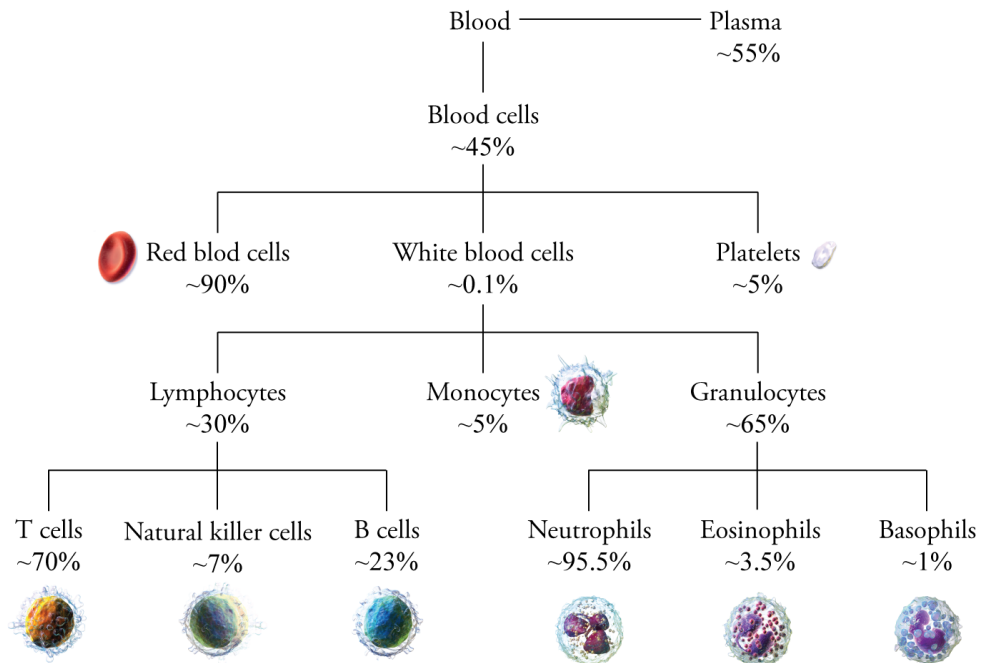 Blood
Plasma
~55%
Blood cells
~45%
Red blod cells
~90%
White blood cells
~0.1%
Platelets
~5%
Lymphocytes
~30%
Monocytes
~5%
Granulocytes
~65%
T cells
~70%
Natural killer cells
~7%
B cells
~23%
Neutrophils
~95.5%
Eosinophils
~3.5%
Basophils
~1%